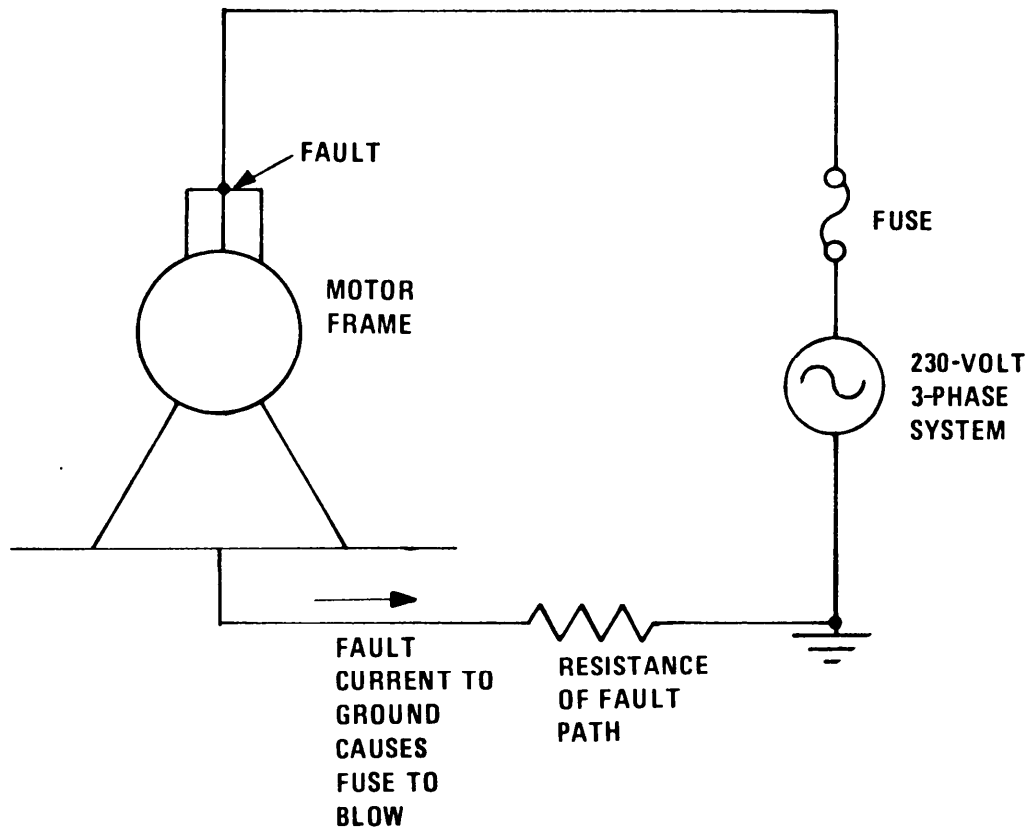 FAULT
FUSE
MOTOR
FRAME
230-VOLT
3-PHASE
SYSTEM
FAULT
CURRENT TO
GROUND
CAUSES
FUSE TO
BLOW
RESISTANCE
OF FAULT
PATH